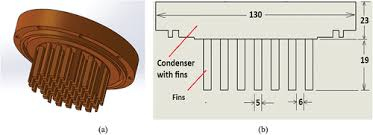 130
23
Condenser
with fins
19
Fins
5
6
(a)
(b)